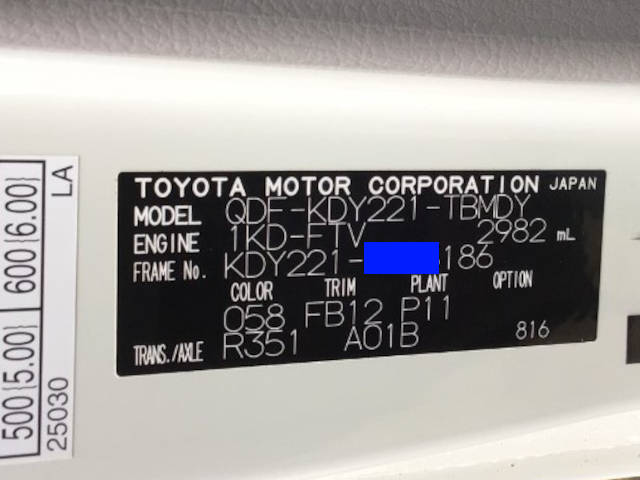 TOYOTA MOTOR CORPORATION JAPAN
MODEL QDF-KDY221-TBMDY
ENGINE 1KD-FTV 2982 mL
FRAME No. KDY221- 186
COLOR TRIM PLANT OPTION
058 FB12 P11
TRANS./AXLE R351 A01B 816
500(5.00) 600(6.00)
25030 LA